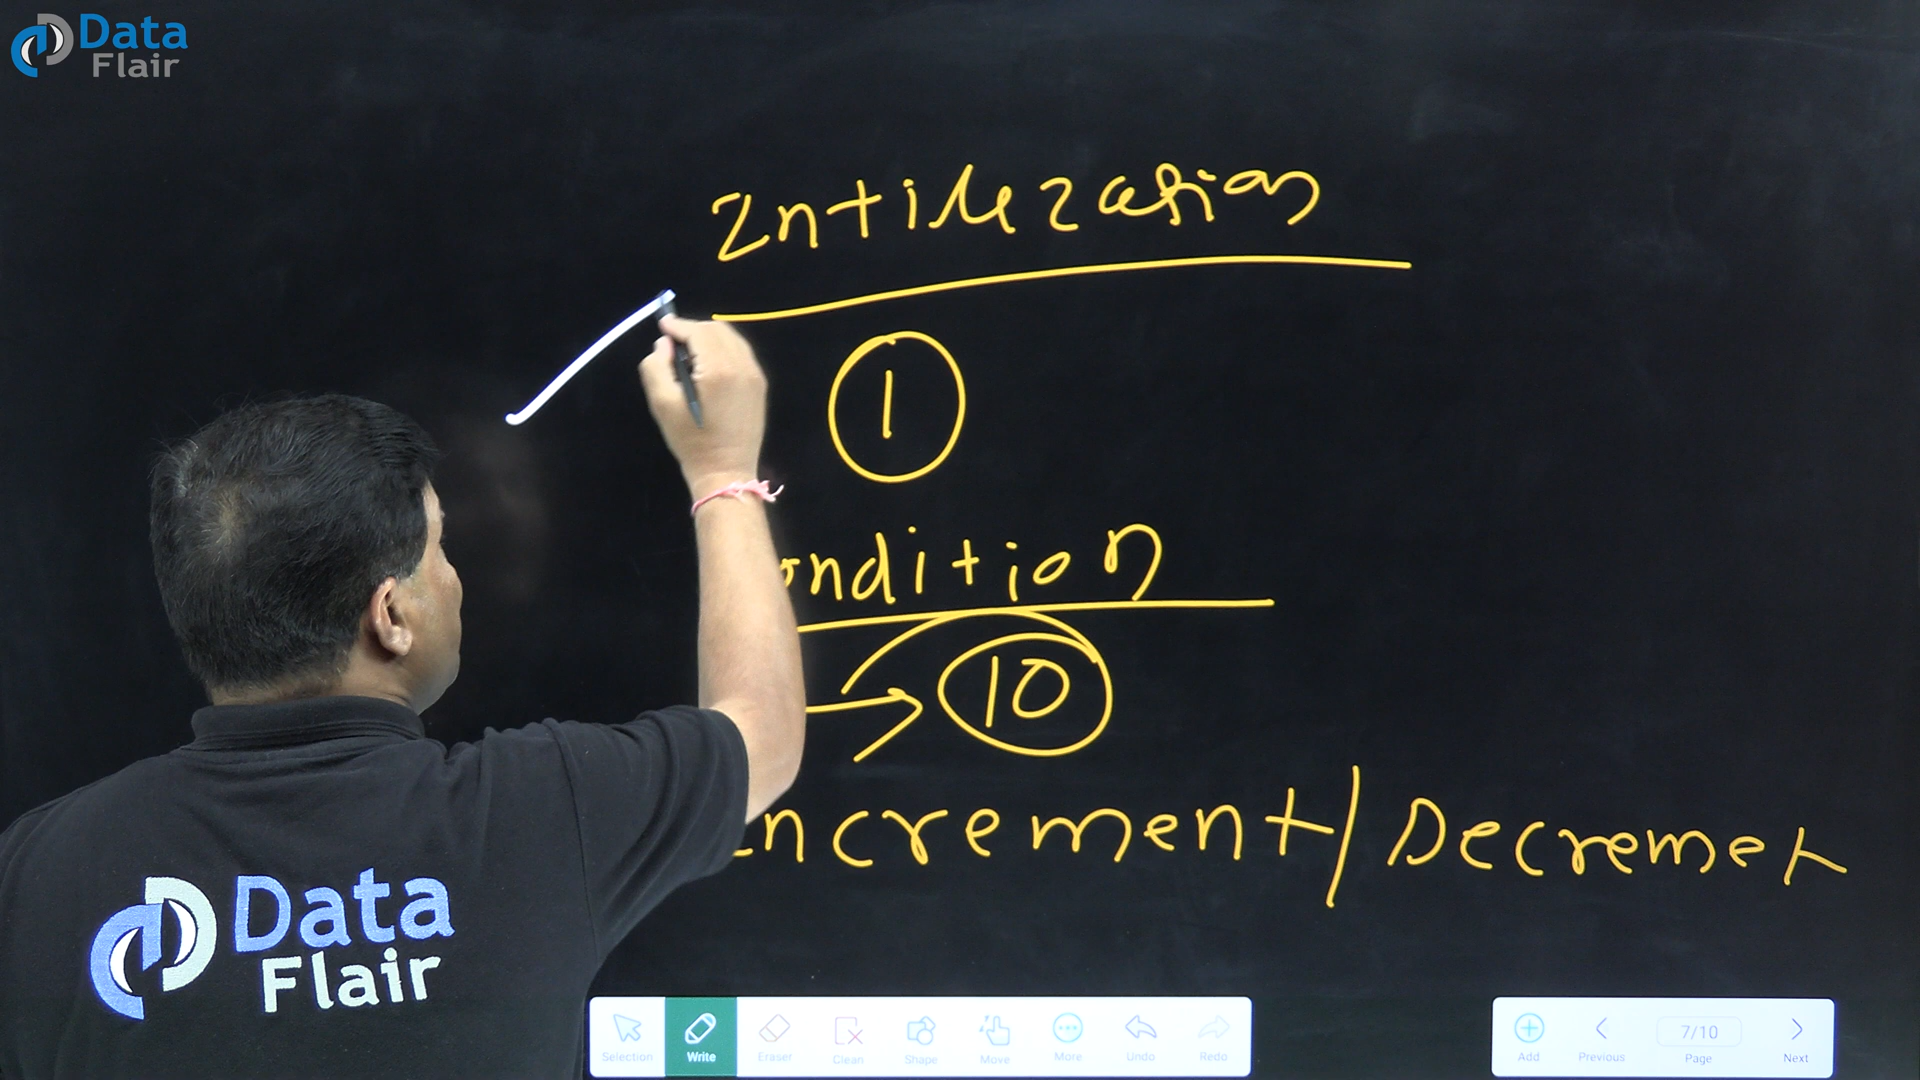 Data
Flair
Intilization
1
ondition
10
Increment/Decremet
Data
Flair
Selection
Write
Eraser
Clean
Shape
Move
More
Undo
Redo
Add
Previous
7/10
Page
Next